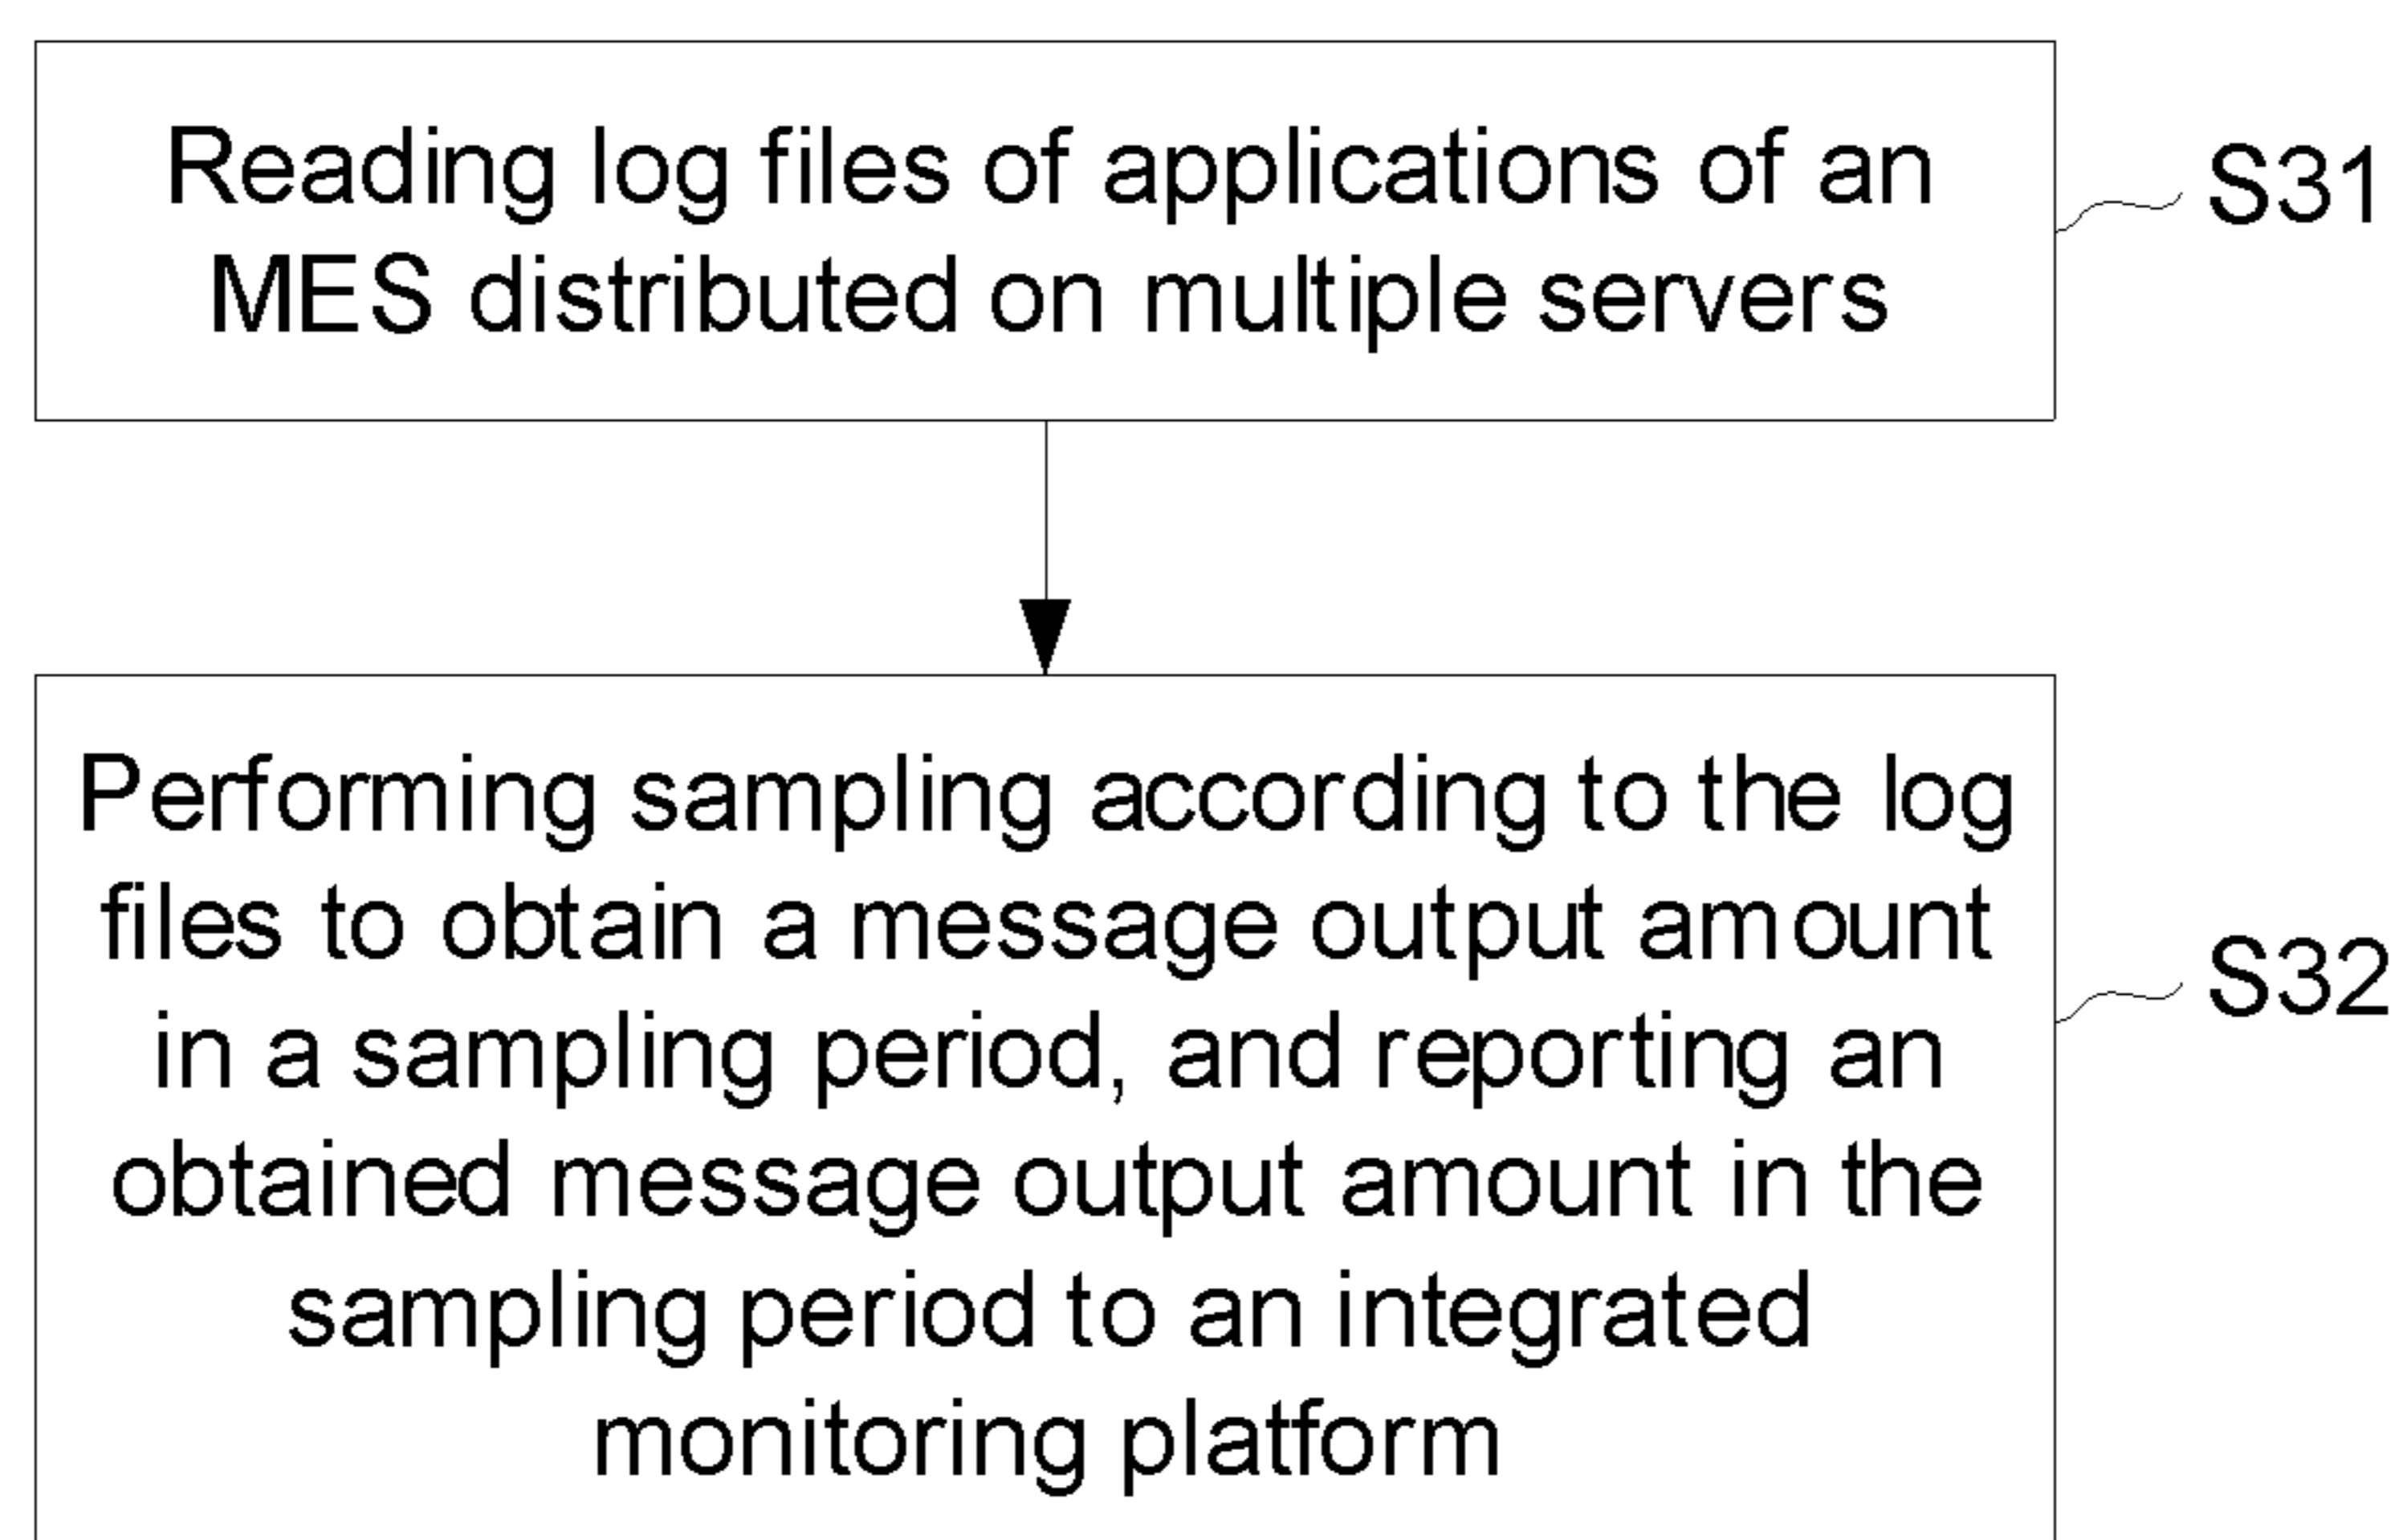 Reading log files of applications of an
MES distributed on multiple servers
S31
Performing sampling according to the log
files to obtain a message output amount
in a sampling period, and reporting an
obtained message output amount in the
sampling period to an integrated
monitoring platform
S32